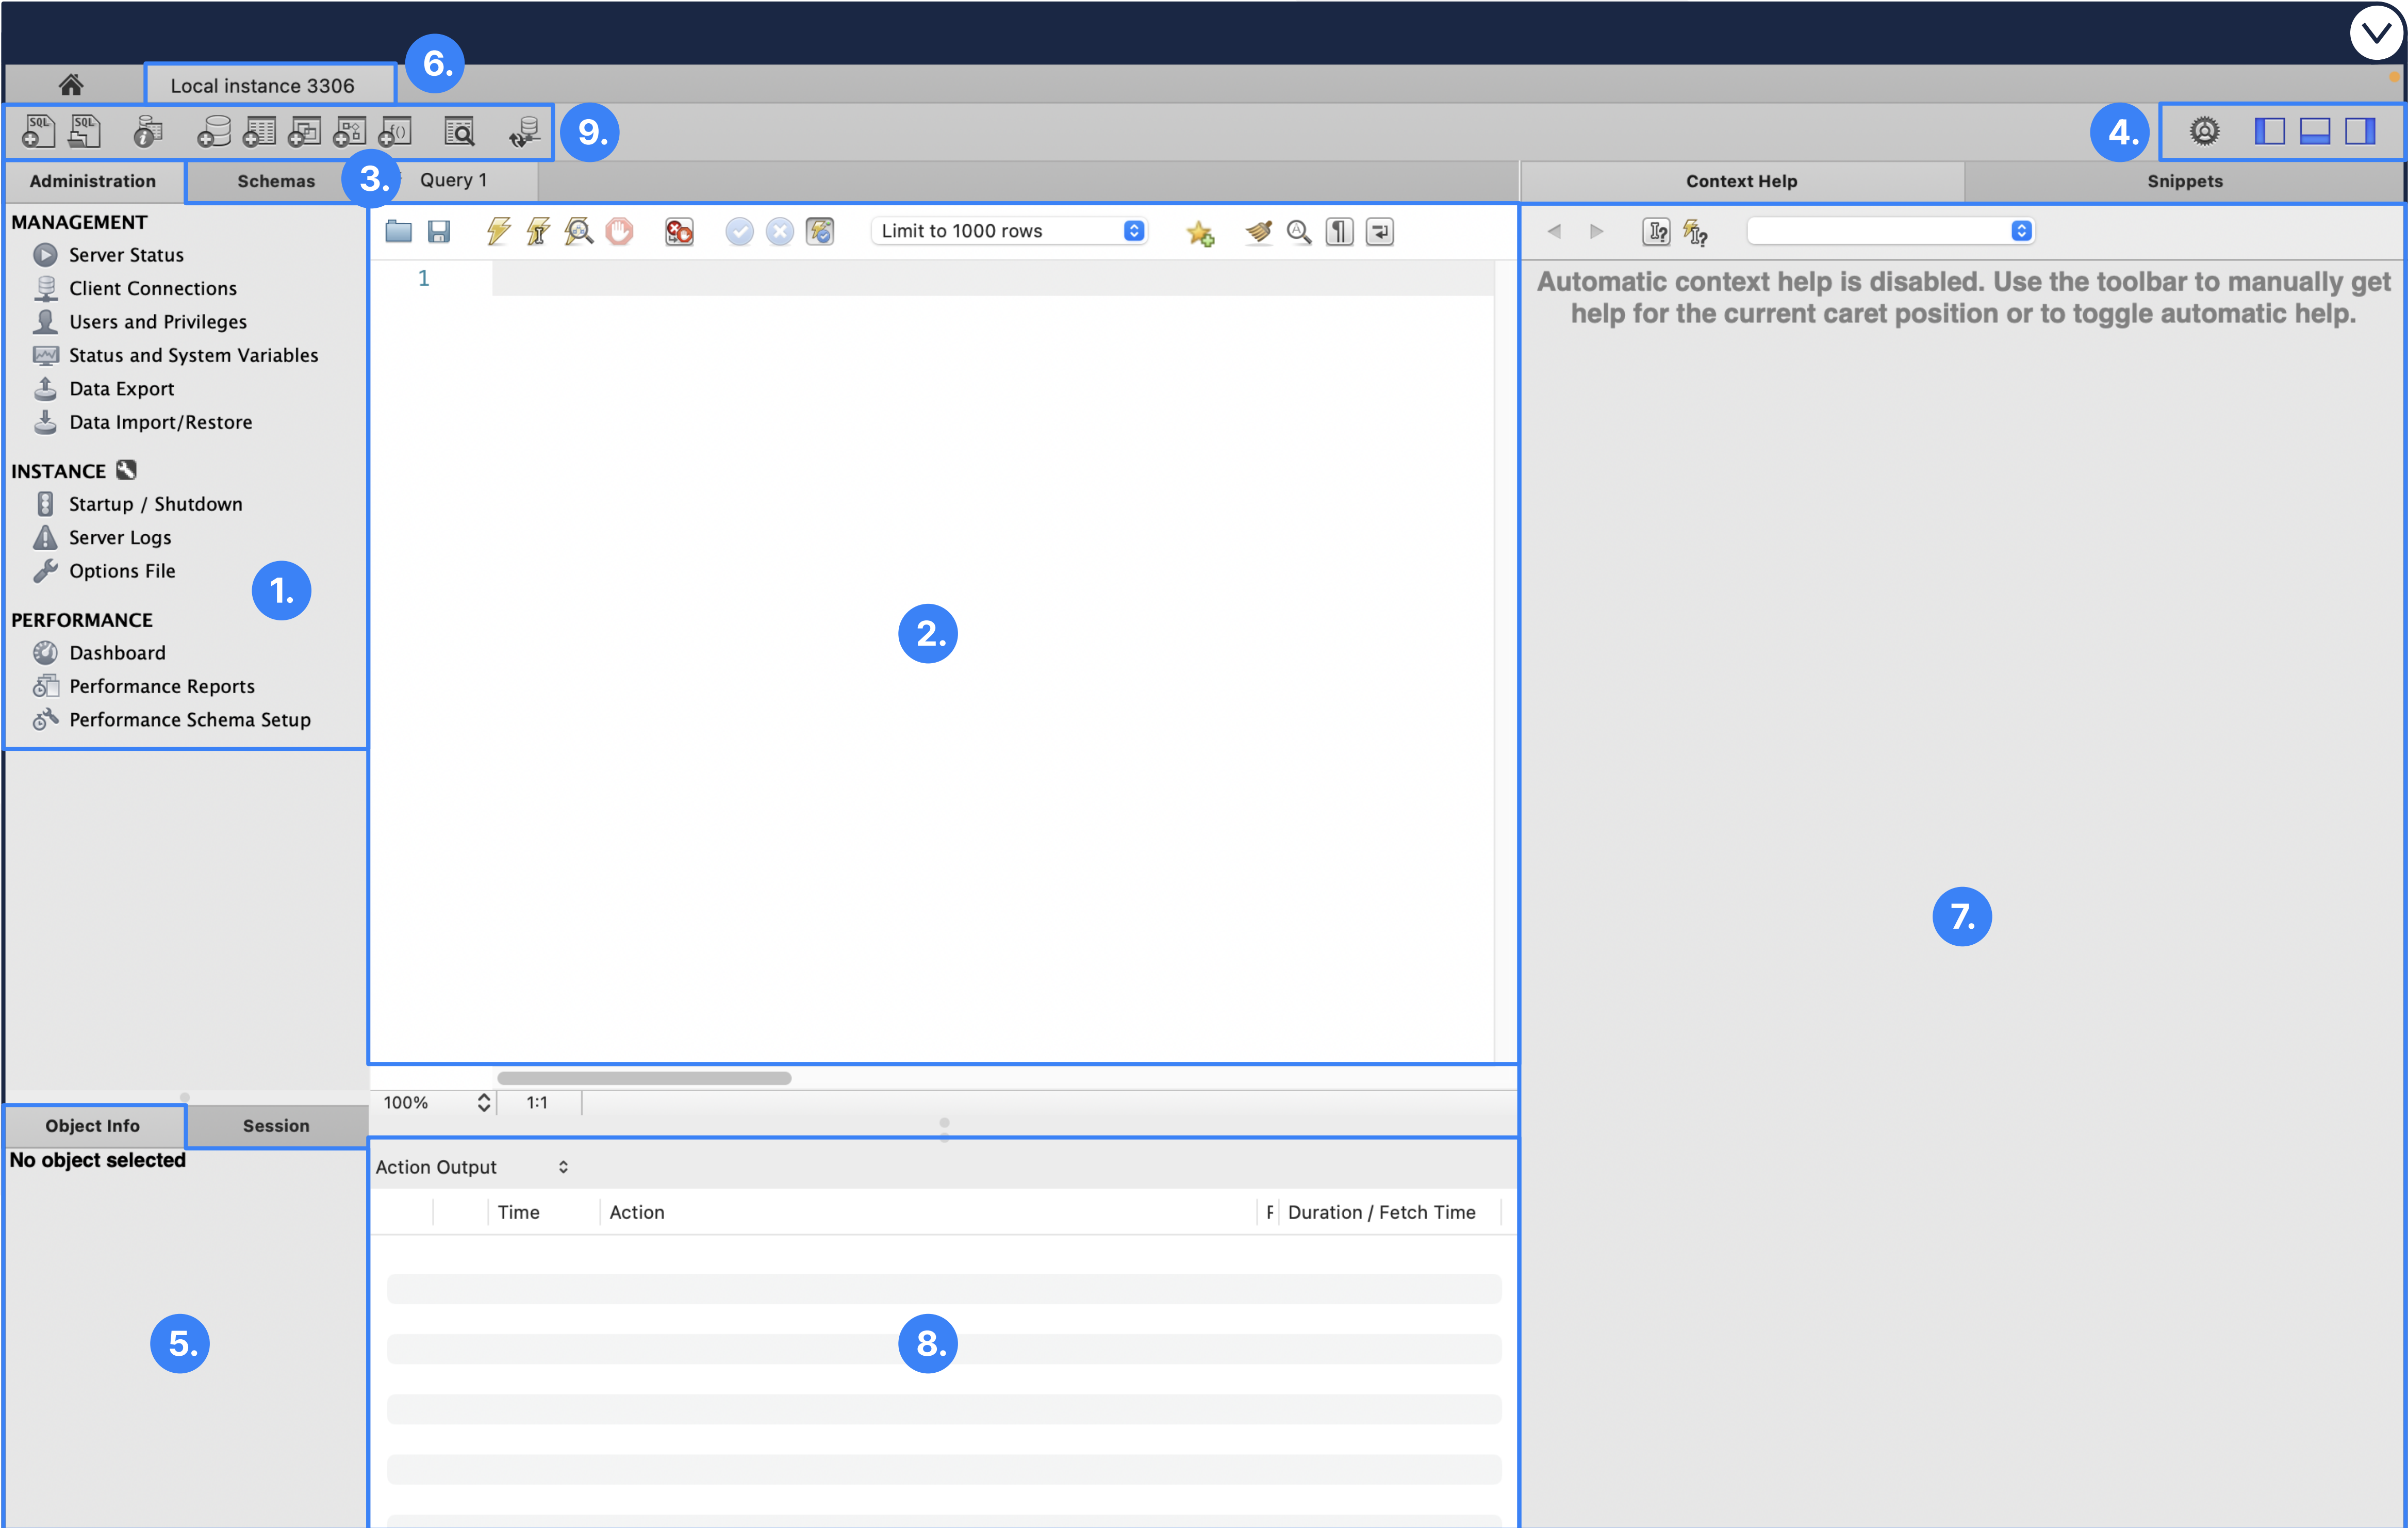 6.
Local instance 3306
SQL SQL
i
f()
9.
4.
Administration
Schemas
3.
Query 1
Context Help
Snippets
MANAGEMENT
Server Status
Client Connections
Users and Privileges
Status and System Variables
Data Export
Data Import/Restore
INSTANCE
Startup / Shutdown
Server Logs
Options File
PERFORMANCE
Dashboard
Performance Reports
Performance Schema Setup
1.
Limit to 1000 rows
1
2.
100%
1:1
Automatic context help is disabled. Use the toolbar to manually get
help for the current caret position or to toggle automatic help.
7.
Object Info
Session
No object selected
5.
Action Output
Time
Action
Duration / Fetch Time
8.